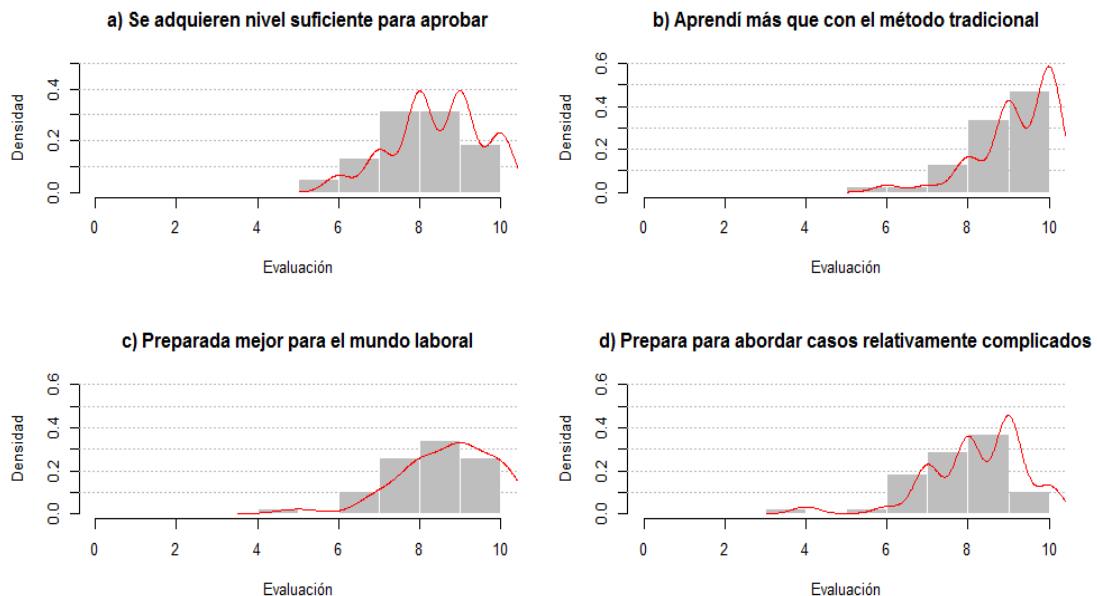 a) Se adquieren nivel suficiente para aprobar
Densidad
0.0 0.2 0.4
0 2 4 6 8 10
Evaluación
b) Aprendí más que con el método tradicional
Densidad
0.0 0.2 0.4 0.6
0 2 4 6 8 10
Evaluación
c) Preparada mejor para el mundo laboral
Densidad
0.0 0.2 0.4 0.6
0 2 4 6 8 10
Evaluación
d) Prepara para abordar casos relativamente complicados
Densidad
0.0 0.2 0.4 0.6
0 2 4 6 8 10
Evaluación